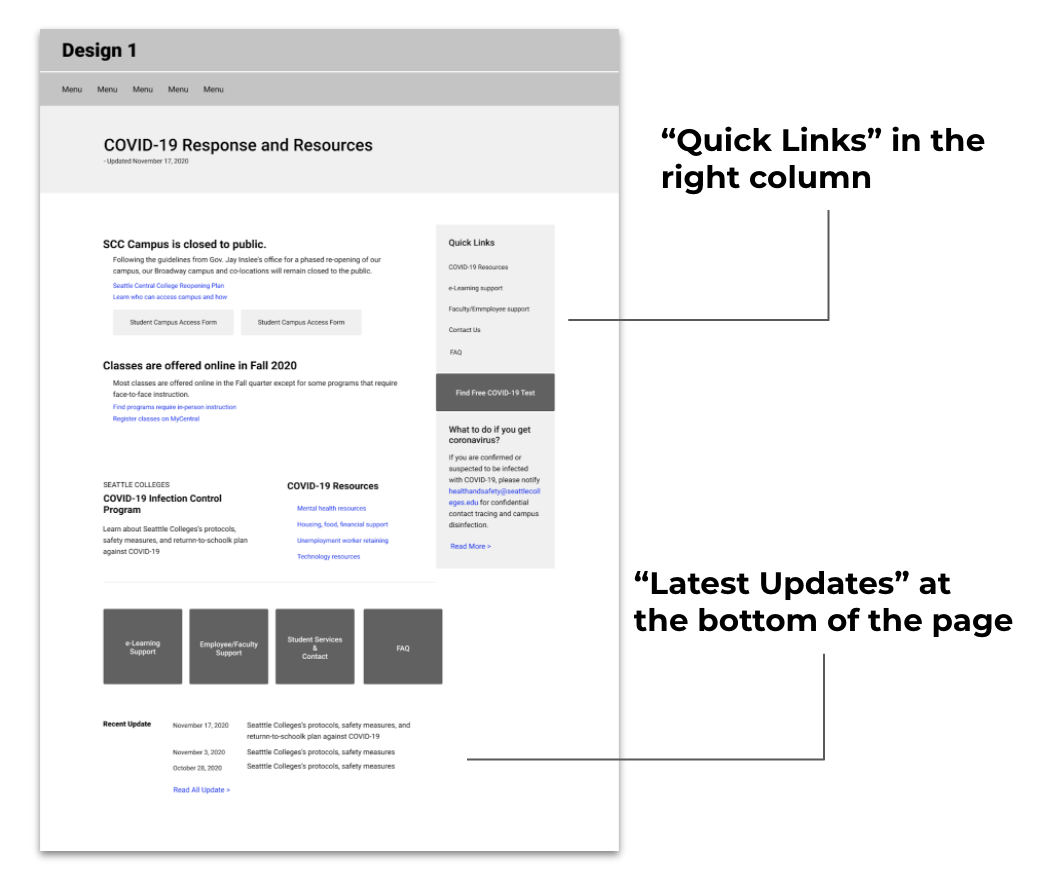 Design 1
Menu Menu Menu Menu Menu
COVID-19 Response and Resources
- Updated November 17, 2020
SCC Campus is closed to public.
Following the guidelines from Gov. Jay Inslee's office for a phased re-opening of our
campus, our Broadway campus and co-locations will remain closed to the public.
Seattle Central College Reopening Plan
Learn who can access campus and how
Student Campus Access Form Student Campus Access Form
Classes are offered online in Fall 2020
Most classes are offered online in the Fall quarter except for some programs that require
face-to-face instruction.
Find programs require in-person instruction
Register classes on MyCentral
SEATTLE COLLEGES
COVID-19 Infection Control
Program
Learn about Seatttle Colleges's protocols,
safety measures, and returnn-to-schoolk plan
against COVID-19
COVID-19 Resources
Mental health resources
Housing, food, financial support
Unemployment worker retaining
Technology resources
Quick Links
COVID-19 Resources
e-Learning support
Faculty/Emmployee support
Contact Us
FAQ
Find Free COVID-19 Test
What to do if you get
coronavirus?
If you are confirmed or
suspected to be infected
with COVID-19, please notify
healthandsafety@seattlecoll
eges.edu for confidential
contact tracing and campus
disinfection.
Read More >
e-Learning
Support
Employee/Faculty
Support
Student Services
&
Contact
FAQ
Recent Update
November 17, 2020 Seatttle Colleges's protocols, safety measures, and
returnn-to-schoolk plan against COVID-19
November 3, 2020 Seatttle Colleges's protocols, safety measures
October 28, 2020 Seatttle Colleges's protocols, safety measures
Read All Update >
“Quick Links” in the
right column
“Latest Updates” at
the bottom of the page